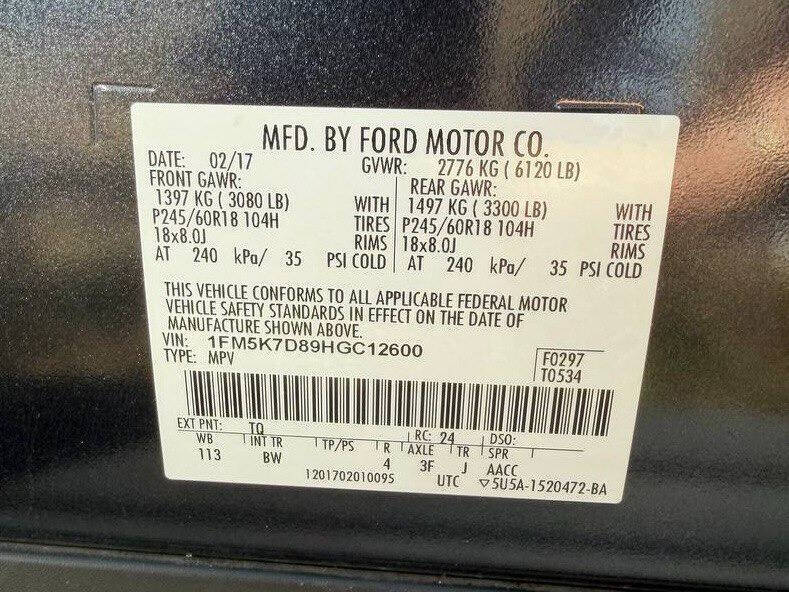 MFD. BY FORD MOTOR CO.
DATE: 02/17 GVWR: 2776 KG ( 6120 LB)
FRONT GAWR: REAR GAWR:
1397 KG ( 3080 LB) WITH 1497 KG ( 3300 LB) WITH
P245/60R18 104H TIRES P245/60R18 104H TIRES
18x8.0J RIMS 18x8.0J RIMS
AT 240 kPa/ 35 PSI COLD AT 240 kPa/ 35 PSI COLD
THIS VEHICLE CONFORMS TO ALL APPLICABLE FEDERAL MOTOR
VEHICLE SAFETY STANDARDS IN EFFECT ON THE DATE OF
MANUFACTURE SHOWN ABOVE.
VIN: 1FM5K7D89HGC12600
TYPE: MPV F0297
T0534
EXT PNT: TQ RC: 24 DSO:
WB INT TR TP/PS R AXLE TR SPR
113 BW 4 3F J AACC
1201702010095 UTC ▽5U5A-1520472-BA